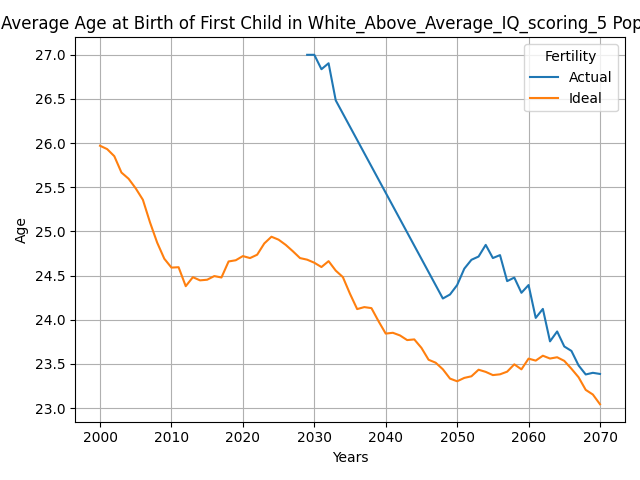 Average Age at Birth of First Child in White_Above_Average_IQ_scoring_5 Pop
Fertility
Actual
Ideal
27.0
26.5
26.0
25.5
25.0
24.5
24.0
23.5
23.0
Age
2000 2010 2020 2030 2040 2050 2060 2070
Years